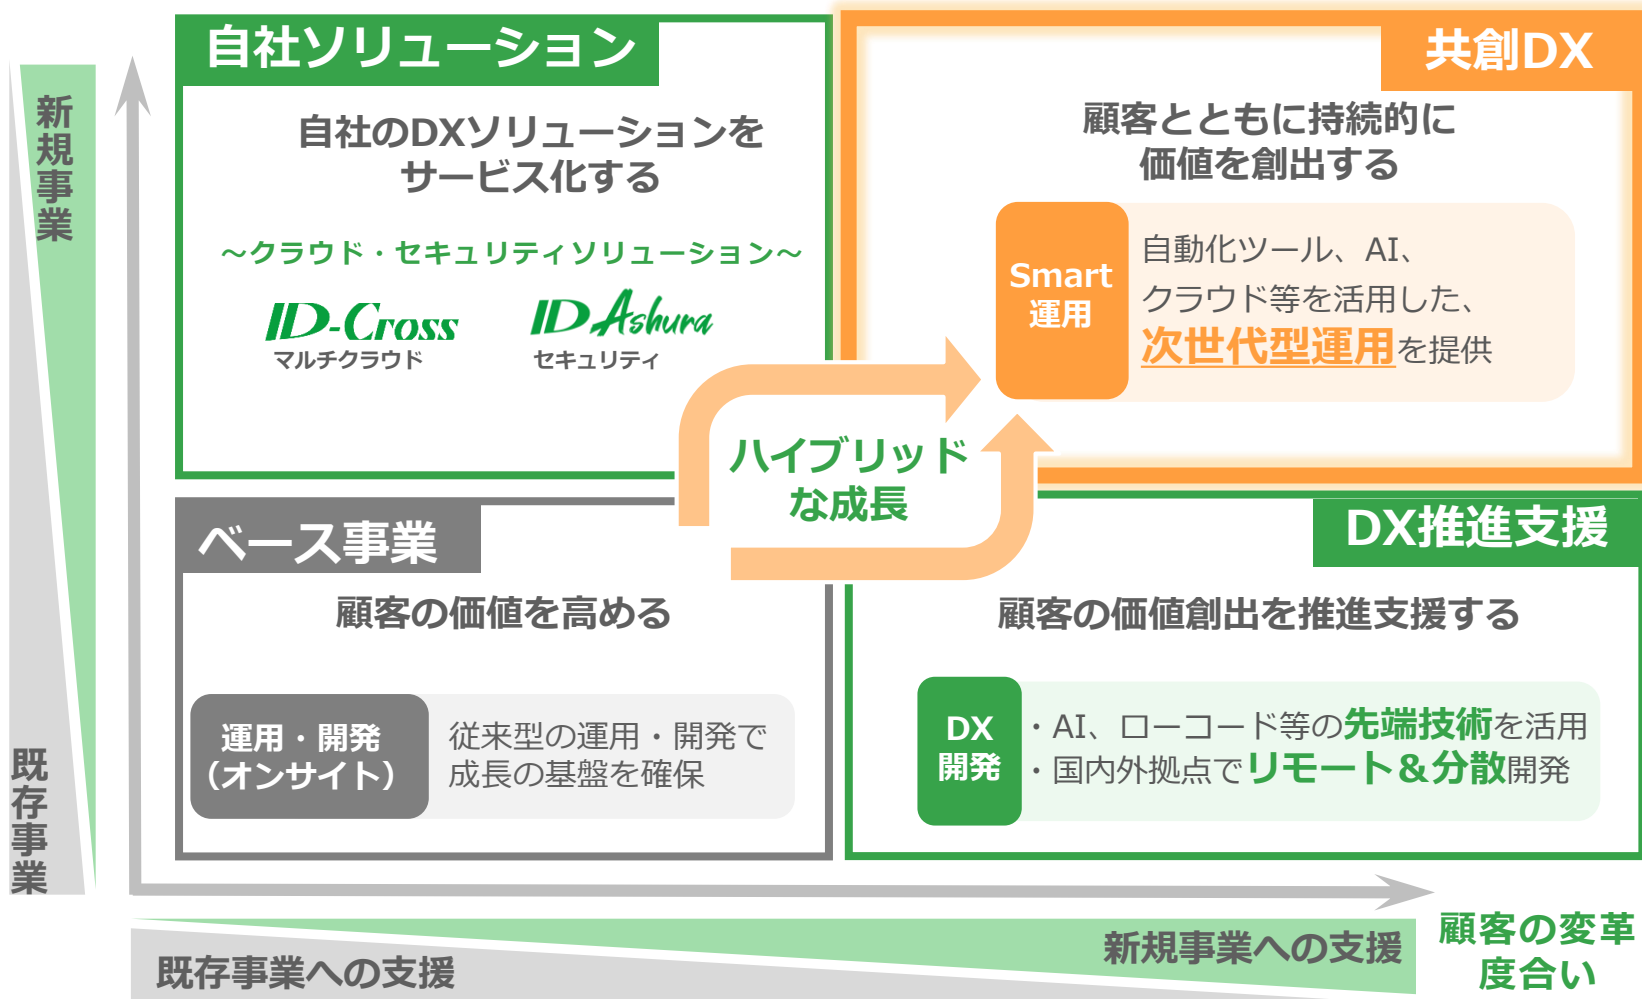 自社ソリューション
自社のDXソリューションを
サービス化する
～クラウド・セキュリティソリューション～
ID-Cross
マルチクラウド
ID Ashura
セキュリティ
共創DX
顧客とともに持続的に
価値を創出する
Smart
運用
自動化ツール、AI、
クラウド等を活用した、
次世代型運用を提供
ハイブリッド
な成長
ベース事業
顧客の価値を高める
運用・開発
（オンサイト）
従来型の運用・開発で
成長の基盤を確保
DX推進支援
顧客の価値創出を推進支援する
DX
開発
・AI、ローコード等の先端技術を活用
・国内外拠点でリモート＆分散開発
新規事業
既存事業
既存事業への支援
新規事業への支援
顧客の変革
度合い